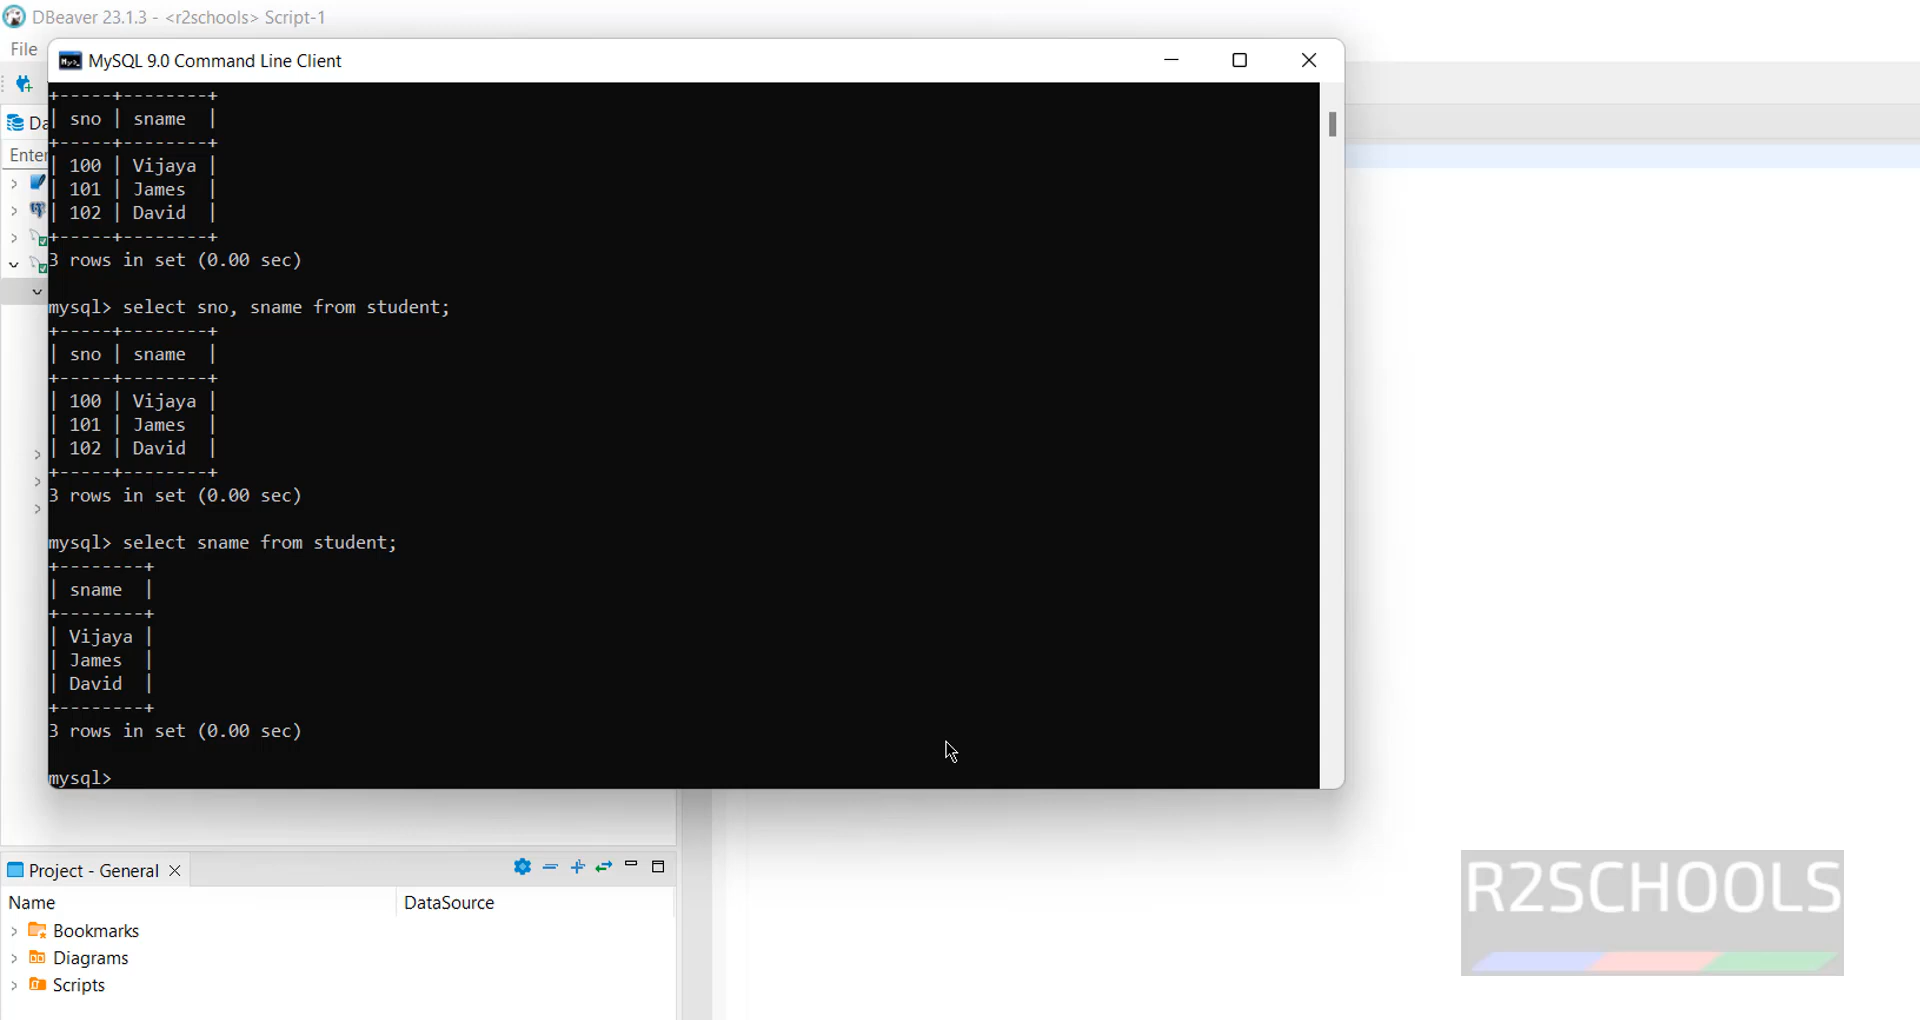 DBeaver 23.1.3 - <r2schools> Script-1
File
MySQL 9.0 Command Line Client
Da
Enter
+-----+--------+
| sno | sname  |
+-----+--------+
| 100 | Vijaya |
| 101 | James  |
| 102 | David  |
+-----+--------+
3 rows in set (0.00 sec)
mysql> select sno, sname from student;
+-----+--------+
| sno | sname  |
+-----+--------+
| 100 | Vijaya |
| 101 | James  |
| 102 | David  |
+-----+--------+
3 rows in set (0.00 sec)
mysql> select sname from student;
+--------+
| sname  |
+--------+
| Vijaya |
| James  |
| David  |
+--------+
3 rows in set (0.00 sec)
mysql>
Project - General
Name DataSource
Bookmarks
Diagrams
Scripts
R2SCHOOLS